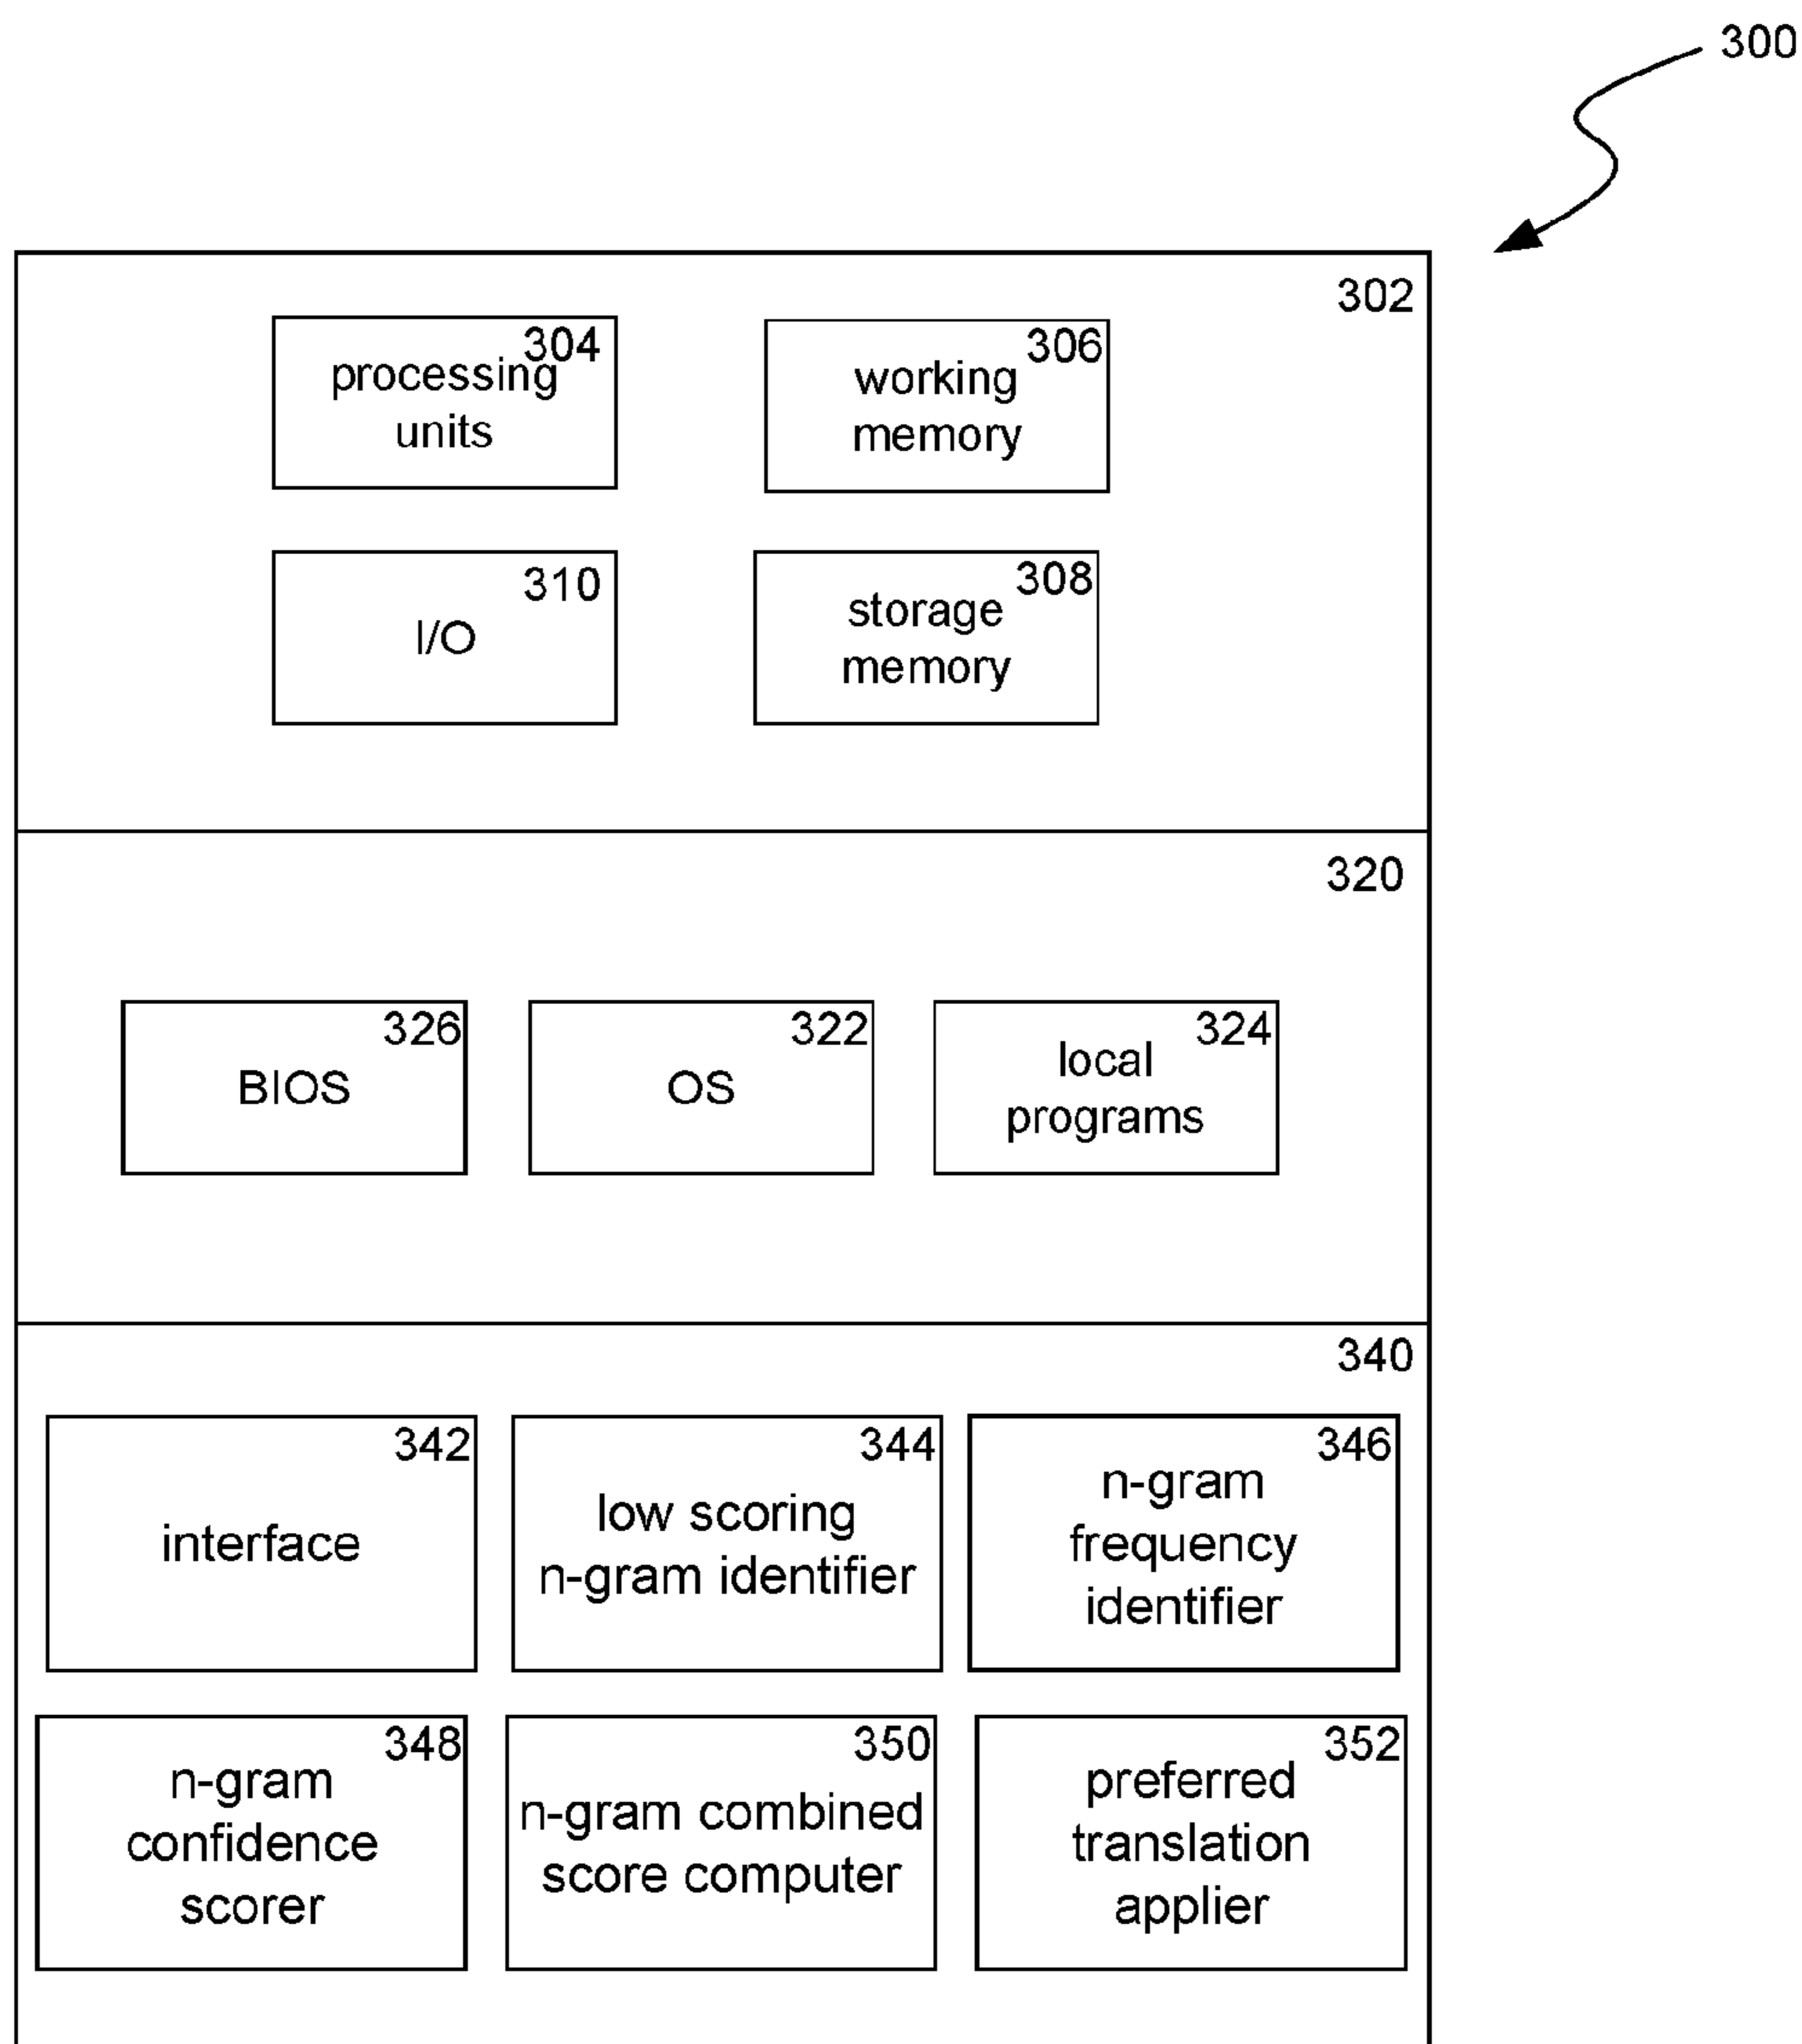 300
302
304
processing
units
306
working
memory
310
I/O
308
storage
memory
320
326
BIOS
322
OS
324
local
programs
340
342
interface
344
low scoring
n-gram identifier
346
n-gram
frequency
identifier
348
n-gram
confidence
scorer
350
n-gram combined
score computer
352
preferred
translation
applier